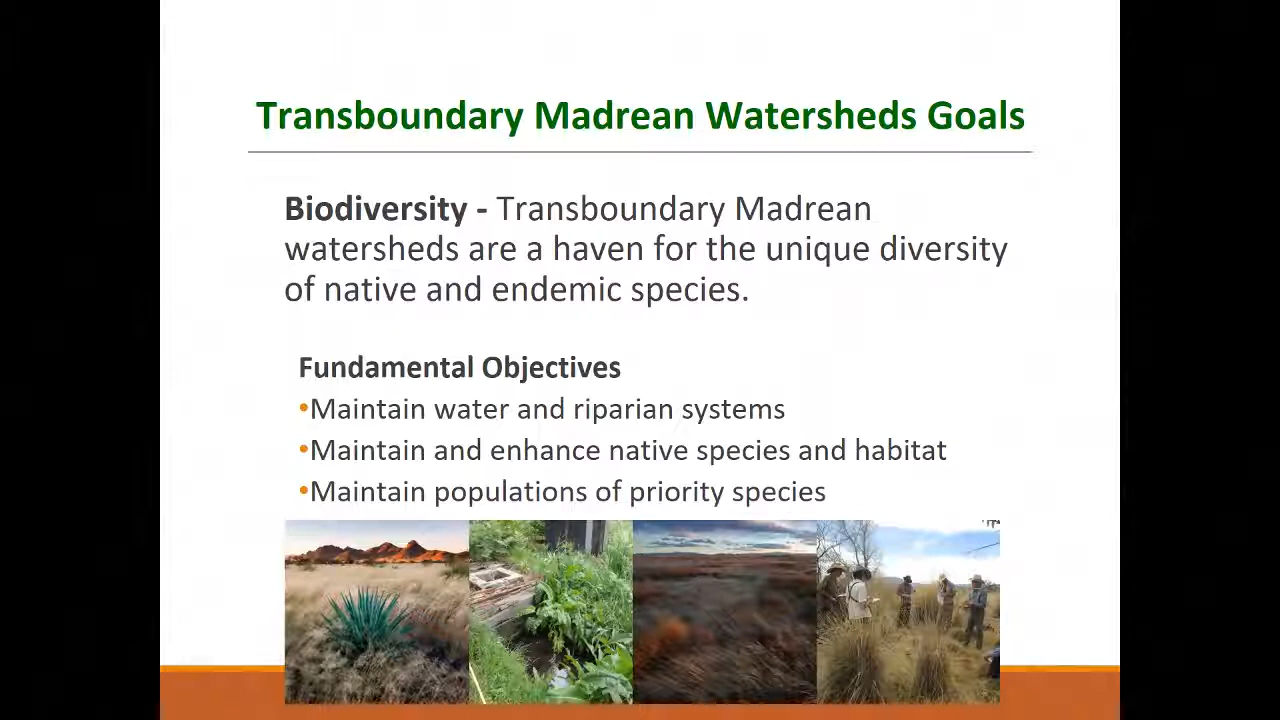 Transboundary Madrean Watersheds Goals
Biodiversity - Transboundary Madrean
watersheds are a haven for the unique diversity
of native and endemic species.
Fundamental Objectives
•Maintain water and riparian systems
•Maintain and enhance native species and habitat
•Maintain populations of priority species